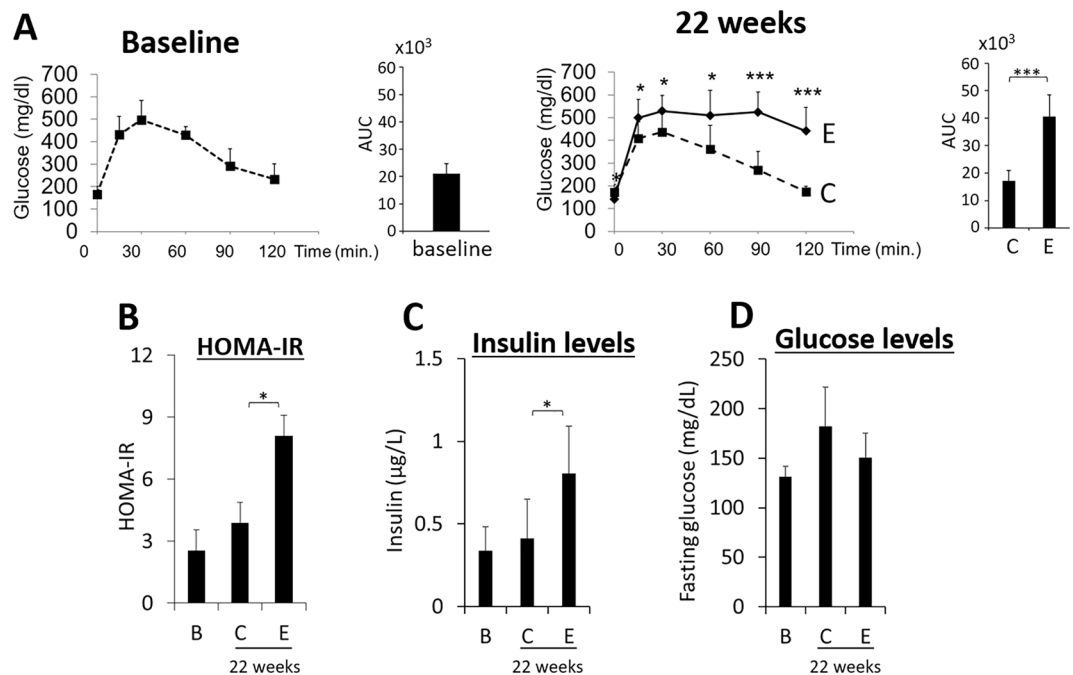 A
Baseline
22 weeks
Glucose (mg/dl)
700
600
500
400
300
200
100
0
0 30 60 90 120 Time (min.)
x10³
AUC
60
50
40
30
20
10
0
baseline
Glucose (mg/dl)
700
600
500
400
300
200
100
0
* * * * *** ***
E
C
0 30 60 90 120 Time (min.)
x10³
AUC
60
50
40
30
20
10
0
***
C E
B
HOMA-IR
HOMA-IR
12
9
6
3
0
*
B C E
22 weeks
C
Insulin levels
Insulin (µg/L)
1.5
1
0.5
0
*
B C E
22 weeks
D
Glucose levels
Fasting glucose (mg/dL)
250
200
150
100
50
0
B C E
22 weeks